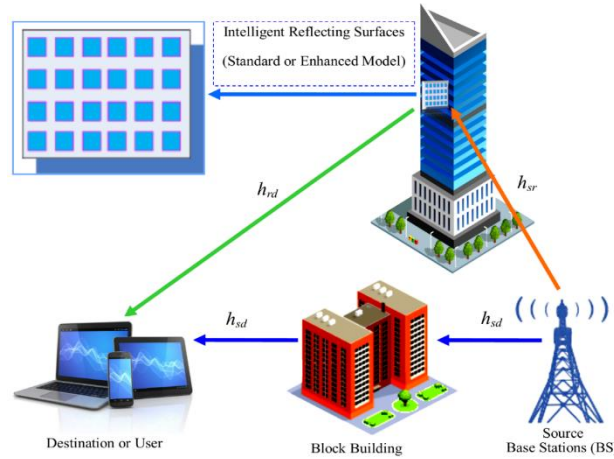 Intelligent Reflecting Surfaces
(Standard or Enhanced Model)
h_rd
h_sr
h_sd
h_sd
Destination or User
Block Building
Source
Base Stations (BS